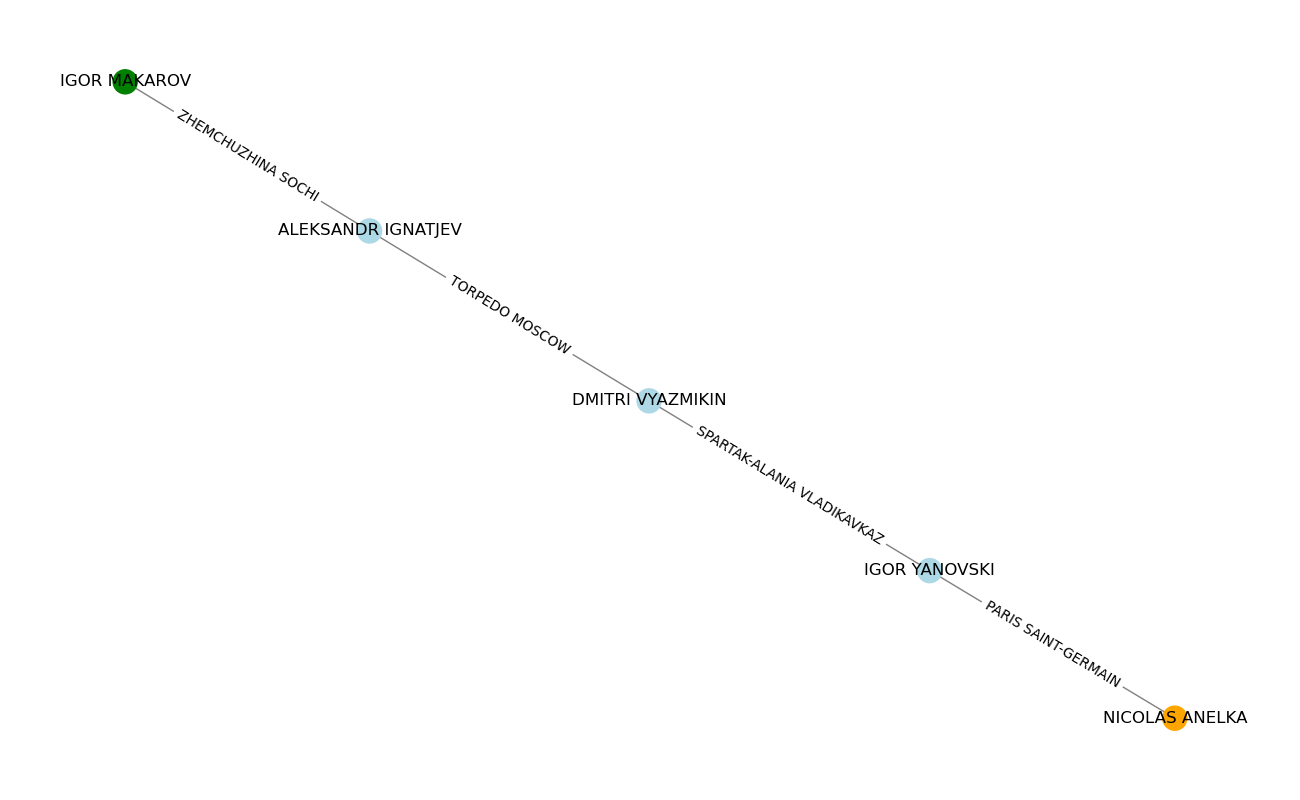 IGOR MAKAROV
ZHEMCHUZHINA SOCHI
ALEKSANDR IGNATJEV
TORPEDO MOSCOW
DMITRI VYAZMIKIN
SPARTAK-ALANIA VLADIKAVKAZ
IGOR YANOVSKI
PARIS SAINT-GERMAIN
NICOLAS ANELKA